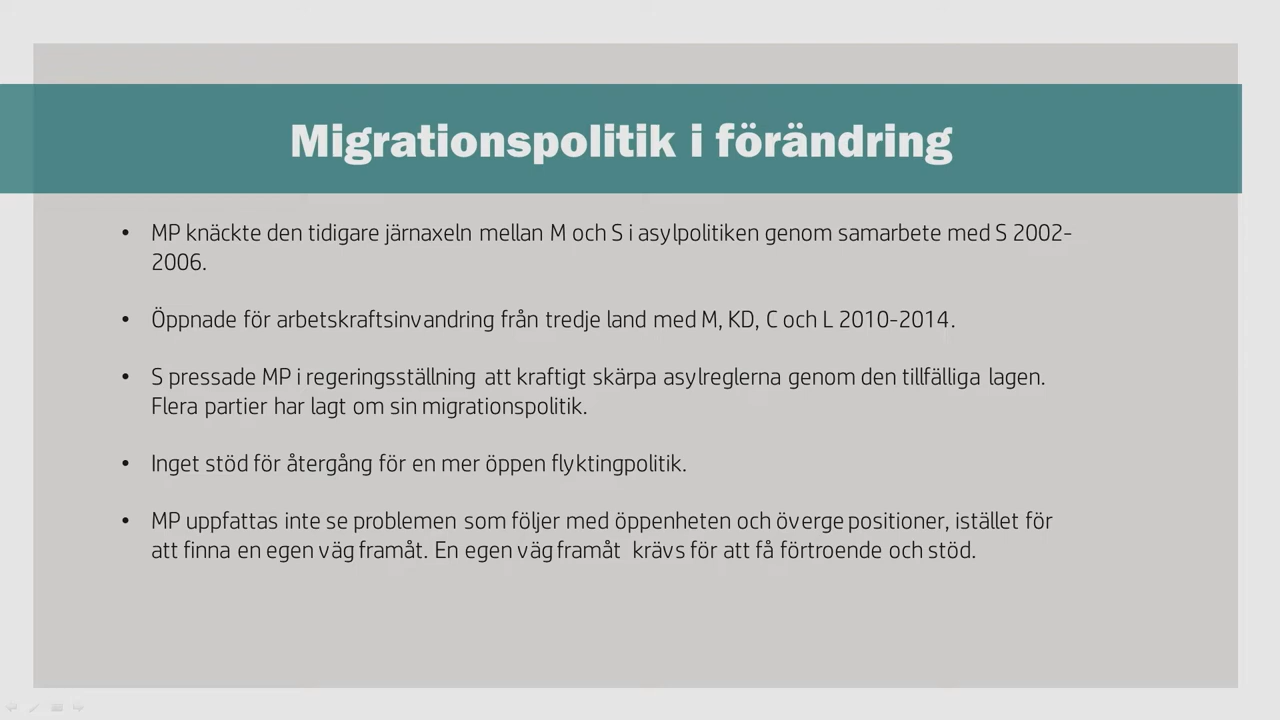 Migrationspolitik i förändring
• MP knäckte den tidigare järnaxeln mellan M och S i asylpolitiken genom samarbete med S 2002-
2006.
• Öppnade för arbetskraftsinvandring från tredje land med M, KD, C och L 2010-2014.
• S pressade MP i regeringsställning att kraftigt skärpa asylreglerna genom den tillfälliga lagen.
Flera partier har lagt om sin migrationspolitik.
• Inget stöd för återgång för en mer öppen flyktingpolitik.
• MP uppfattas inte se problemen som följer med öppenheten och överge positioner, istället för
att finna en egen väg framåt. En egen väg framåt krävs för att få förtroende och stöd.